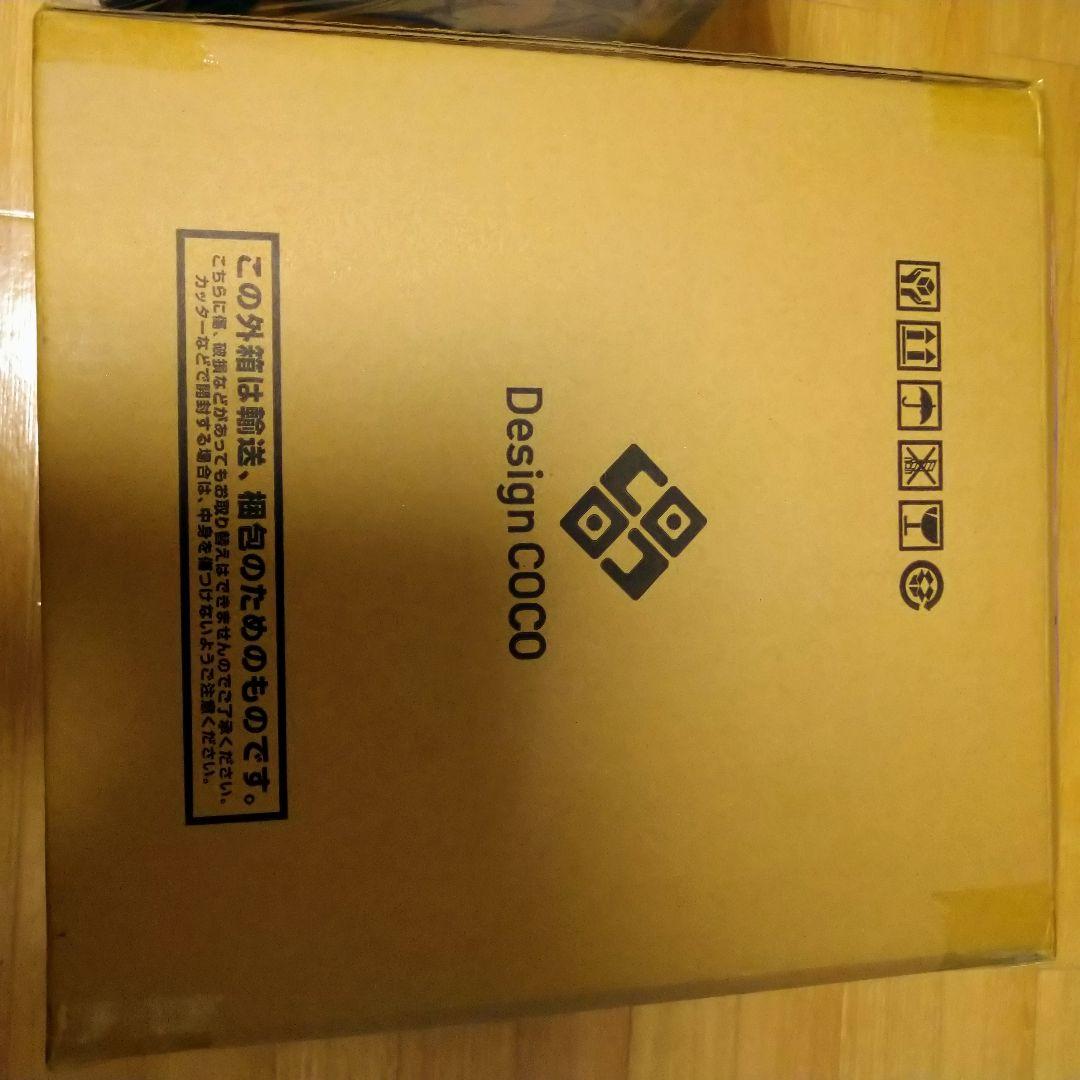 Design COCO
この外箱は輸送、梱包のためのものです。
こちらに傷、破損などがあってもお取り替えはできませんのでご了承ください。
カッターなどで開封する場合は、中身を傷つけないようご注意ください。